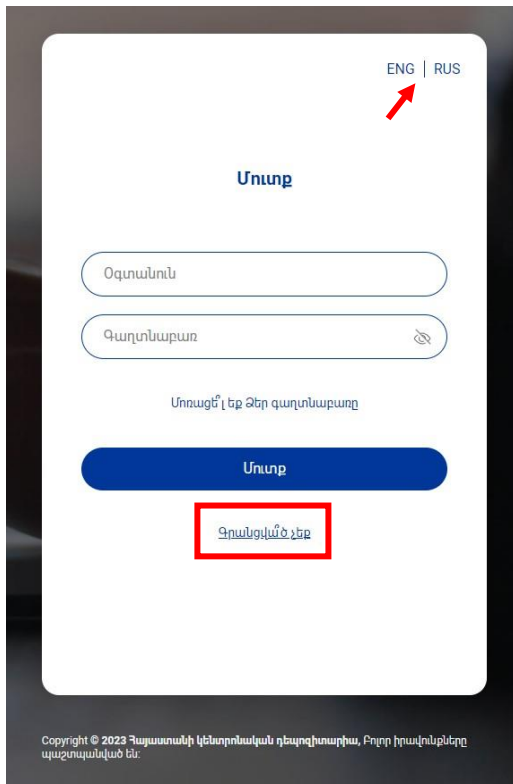 ENG | RUS
Մուտք
Օգտանուն
Գաղտնաբառ
Մոռացե՞լ եք Ձեր գաղտնաբառը
Մուտք
Գրանցվա՞ծ չեք
Copyright © 2023 Հայաստանի կենտրոնական դեպոզիտարիա, Բոլոր իրավունքները
պաշտպանված են: